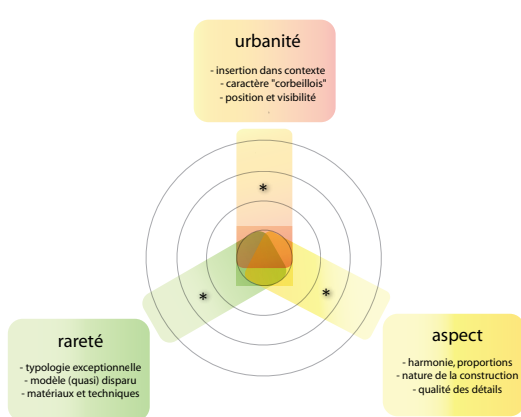 urbanité
- insertion dans contexte
- caractère "corbeillois"
- position et visibilité
*
*
*
rareté
- typologie exceptionnelle
- modèle (quasi) disparu
- matériaux et techniques
aspect
- harmonie, proportions
- nature de la construction
- qualité des détails